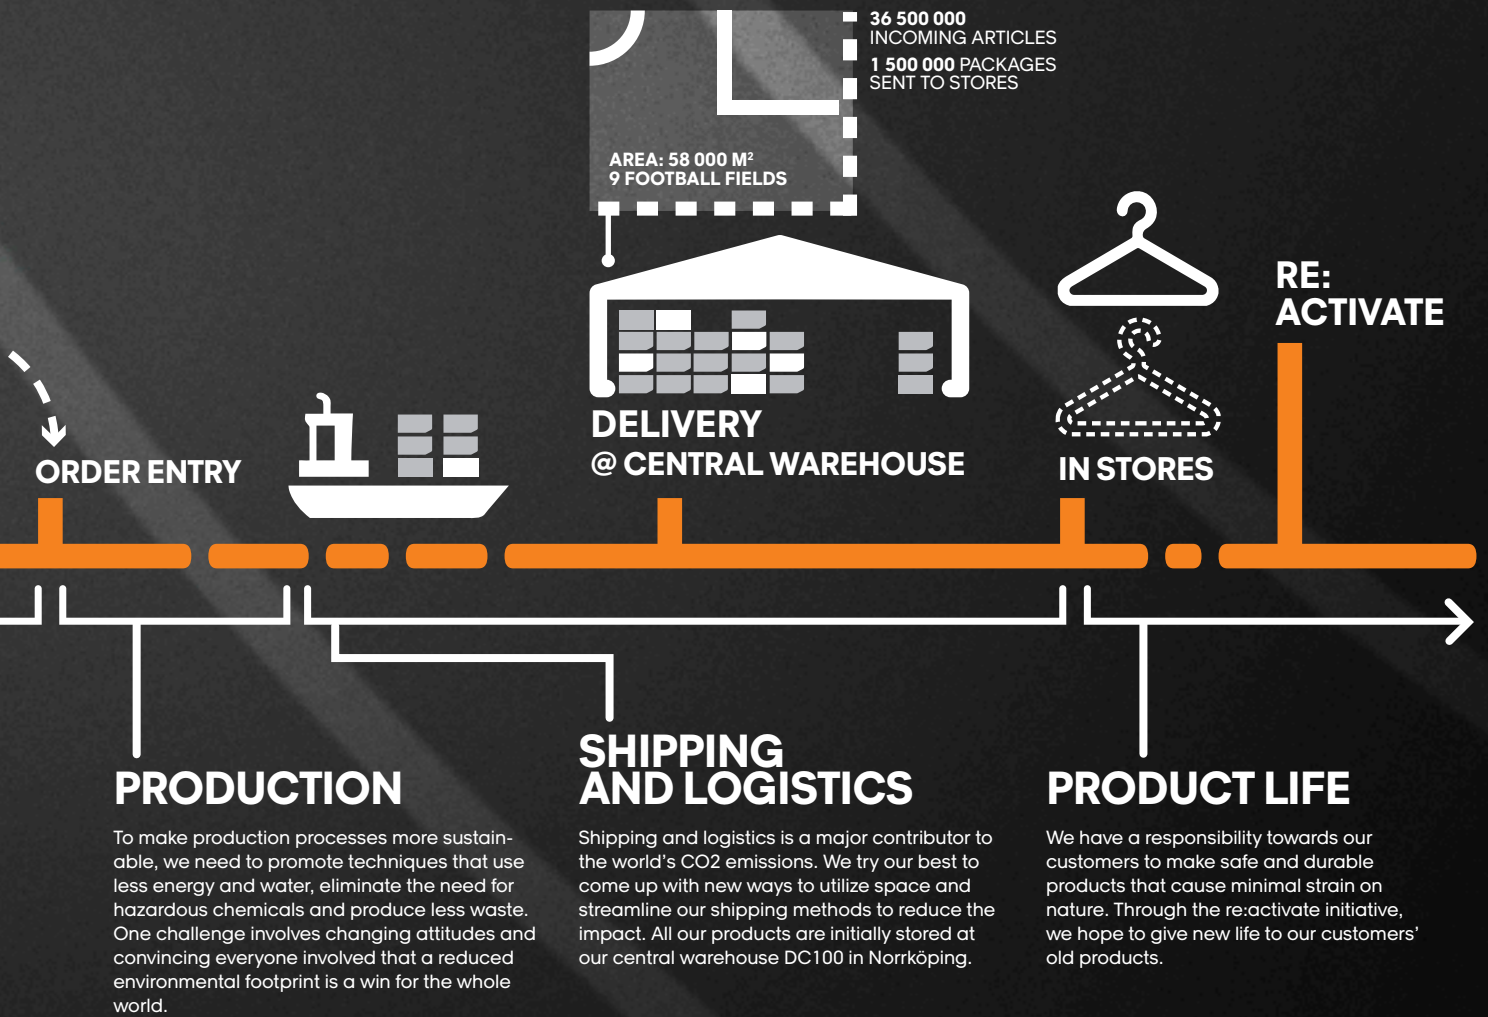 36 500 000
INCOMING ARTICLES
1 500 000 PACKAGES
SENT TO STORES
AREA: 58 000 M²
9 FOOTBALL FIELDS
RE:
ACTIVATE
ORDER ENTRY
DELIVERY
@ CENTRAL WAREHOUSE
IN STORES
PRODUCTION
To make production processes more sustain-
able, we need to promote techniques that use
less energy and water, eliminate the need for
hazardous chemicals and produce less waste.
One challenge involves changing attitudes and
convincing everyone involved that a reduced
environmental footprint is a win for the whole
world.
SHIPPING
AND LOGISTICS
Shipping and logistics is a major contributor to
the world's CO2 emissions. We try our best to
come up with new ways to utilize space and
streamline our shipping methods to reduce the
impact. All our products are initially stored at
our central warehouse DC100 in Norrköping.
PRODUCT LIFE
We have a responsibility towards our
customers to make safe and durable
products that cause minimal strain on
nature. Through the re:activate initiative,
we hope to give new life to our customers'
old products.